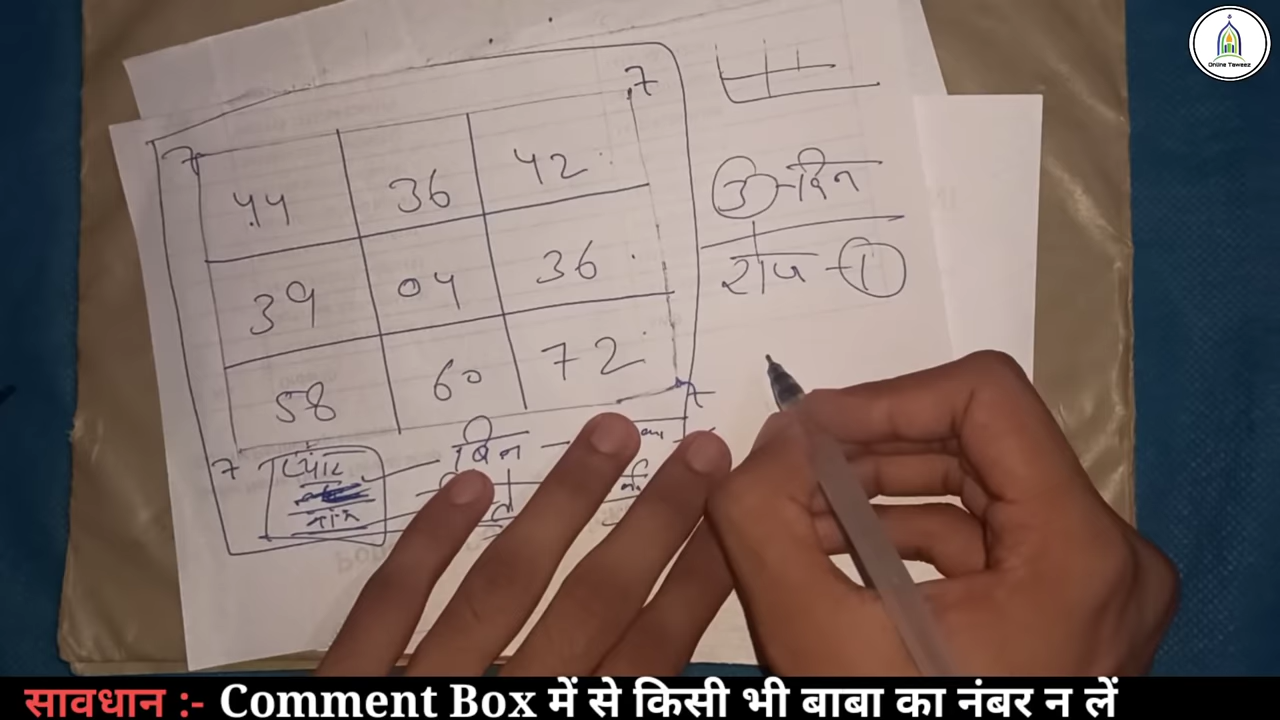 Online Taweez
7
7
44 36 42
39 04 36
58 60 72
3 - दिन
रोज - 1
7
7
प्यार
बिन
सावधान :- Comment Box में से किसी भी बाबा का नंबर न लें